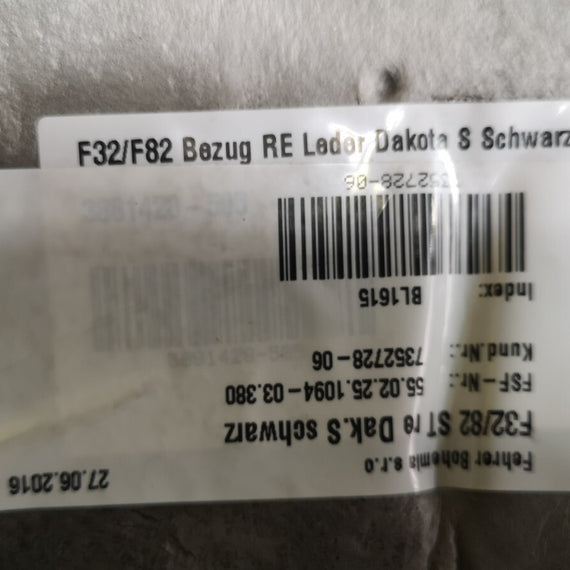 F32/F82 Bezug RE Leder Dakota S Schwarz
Fehrer Bohemia s.r.o
27.06.2016
F32/82 ST re Dak.S schwarz
FSF-Nr.: 55.02.25.1094-03.380
Kund.Nr.: 7352728-06
Index: BL1615
7352728-06